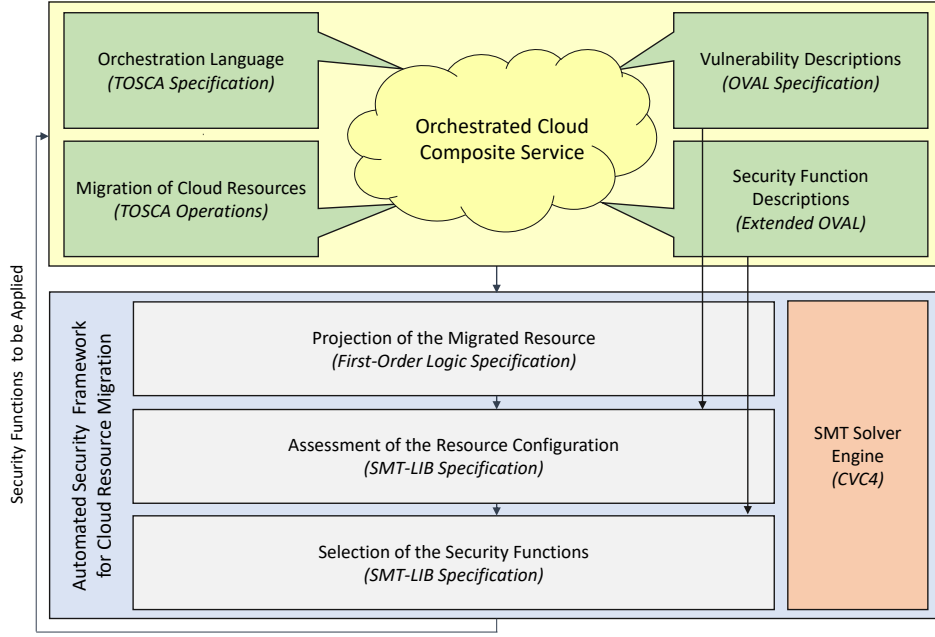 Orchestration Language
(TOSCA Specification)
Vulnerability Descriptions
(OVAL Specification)
Orchestrated Cloud
Composite Service
Migration of Cloud Resources
(TOSCA Operations)
Security Function
Descriptions
(Extended OVAL)
Security Functions to be Applied
Automated Security Framework
for Cloud Resource Migration
Projection of the Migrated Resource
(First-Order Logic Specification)
Assessment of the Resource Configuration
(SMT-LIB Specification)
Selection of the Security Functions
(SMT-LIB Specification)
SMT Solver
Engine
(CVC4)